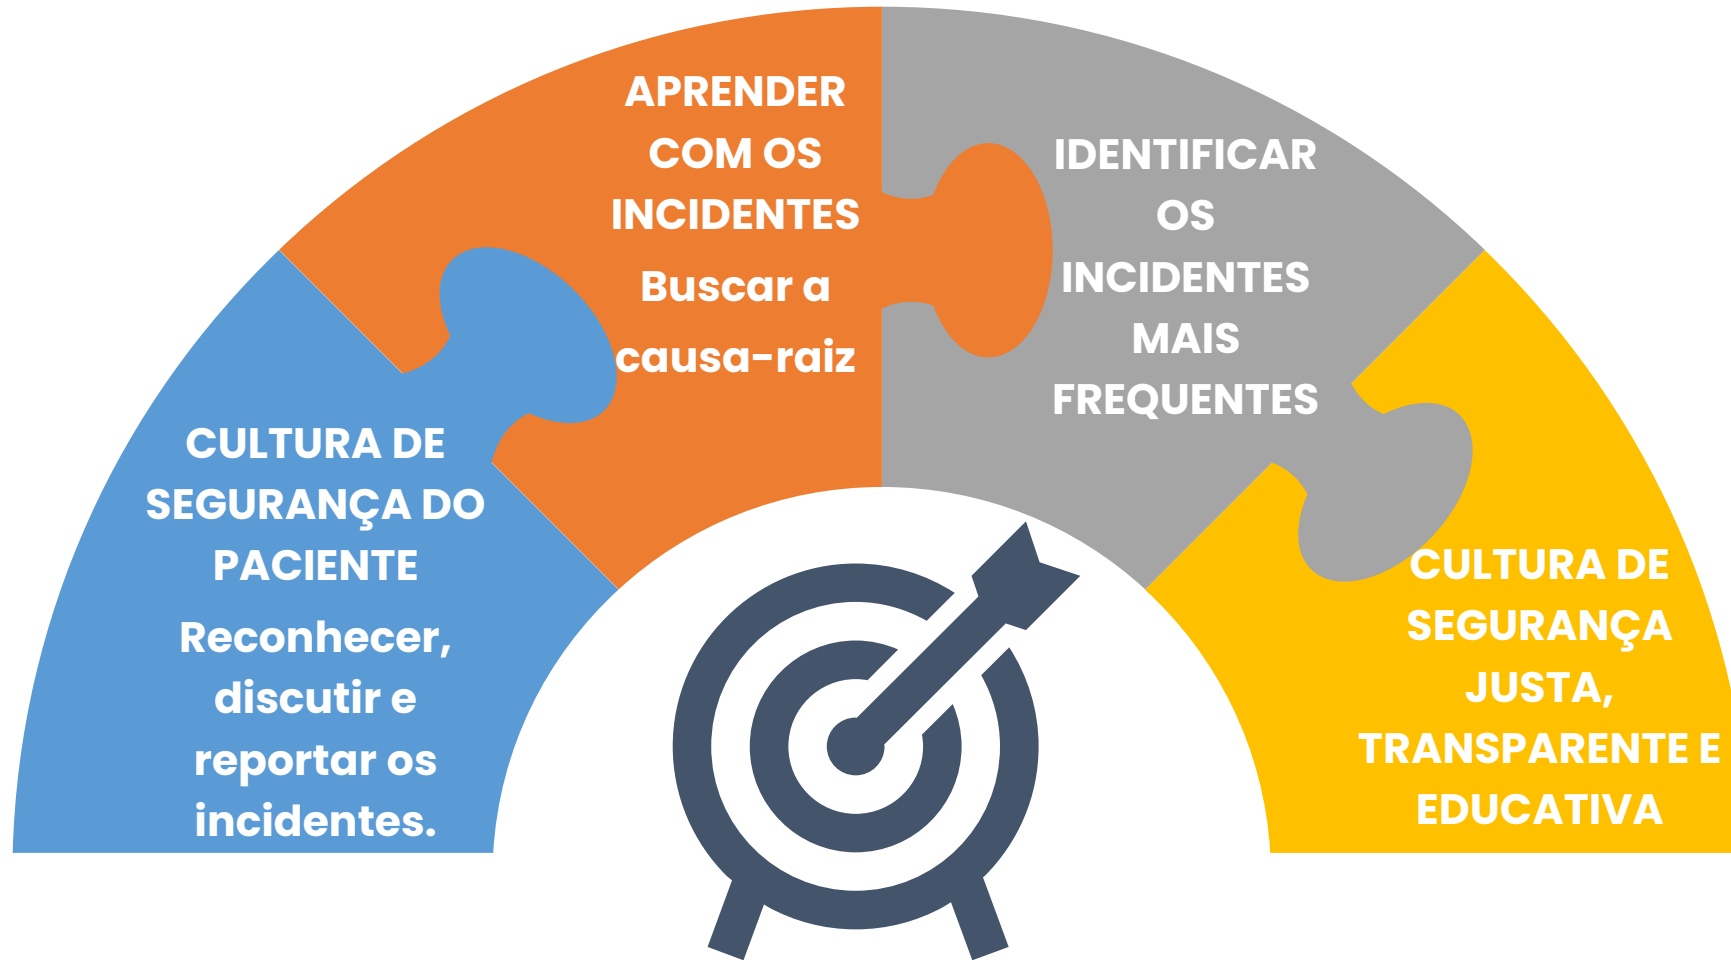 CULTURA DE
SEGURANÇA DO
PACIENTE
Reconhecer,
discutir e
reportar os
incidentes.
APRENDER
COM OS
INCIDENTES
Buscar a
causa-raiz
IDENTIFICAR
OS
INCIDENTES
MAIS
FREQUENTES
CULTURA DE
SEGURANÇA
JUSTA,
TRANSPARENTE E
EDUCATIVA